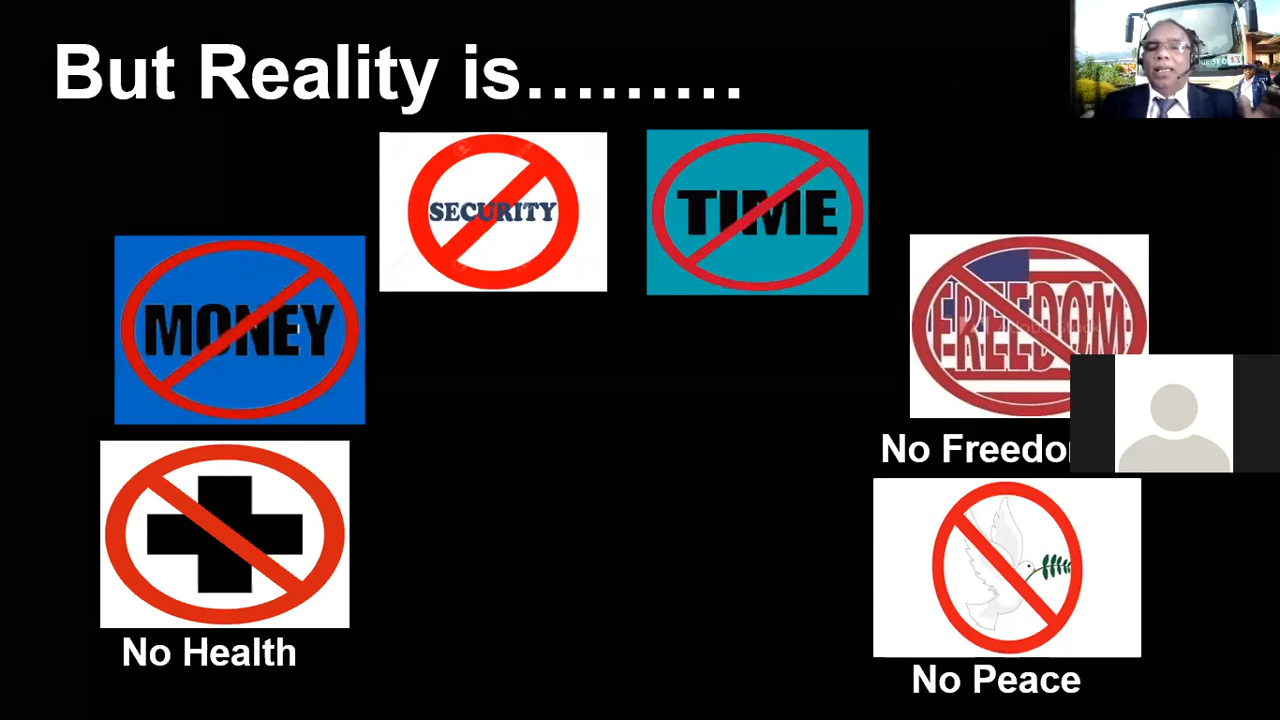 But Reality is.........
SECURITY
TIME
MONEY
FREEDOM
No Freedo
No Health
No Peace